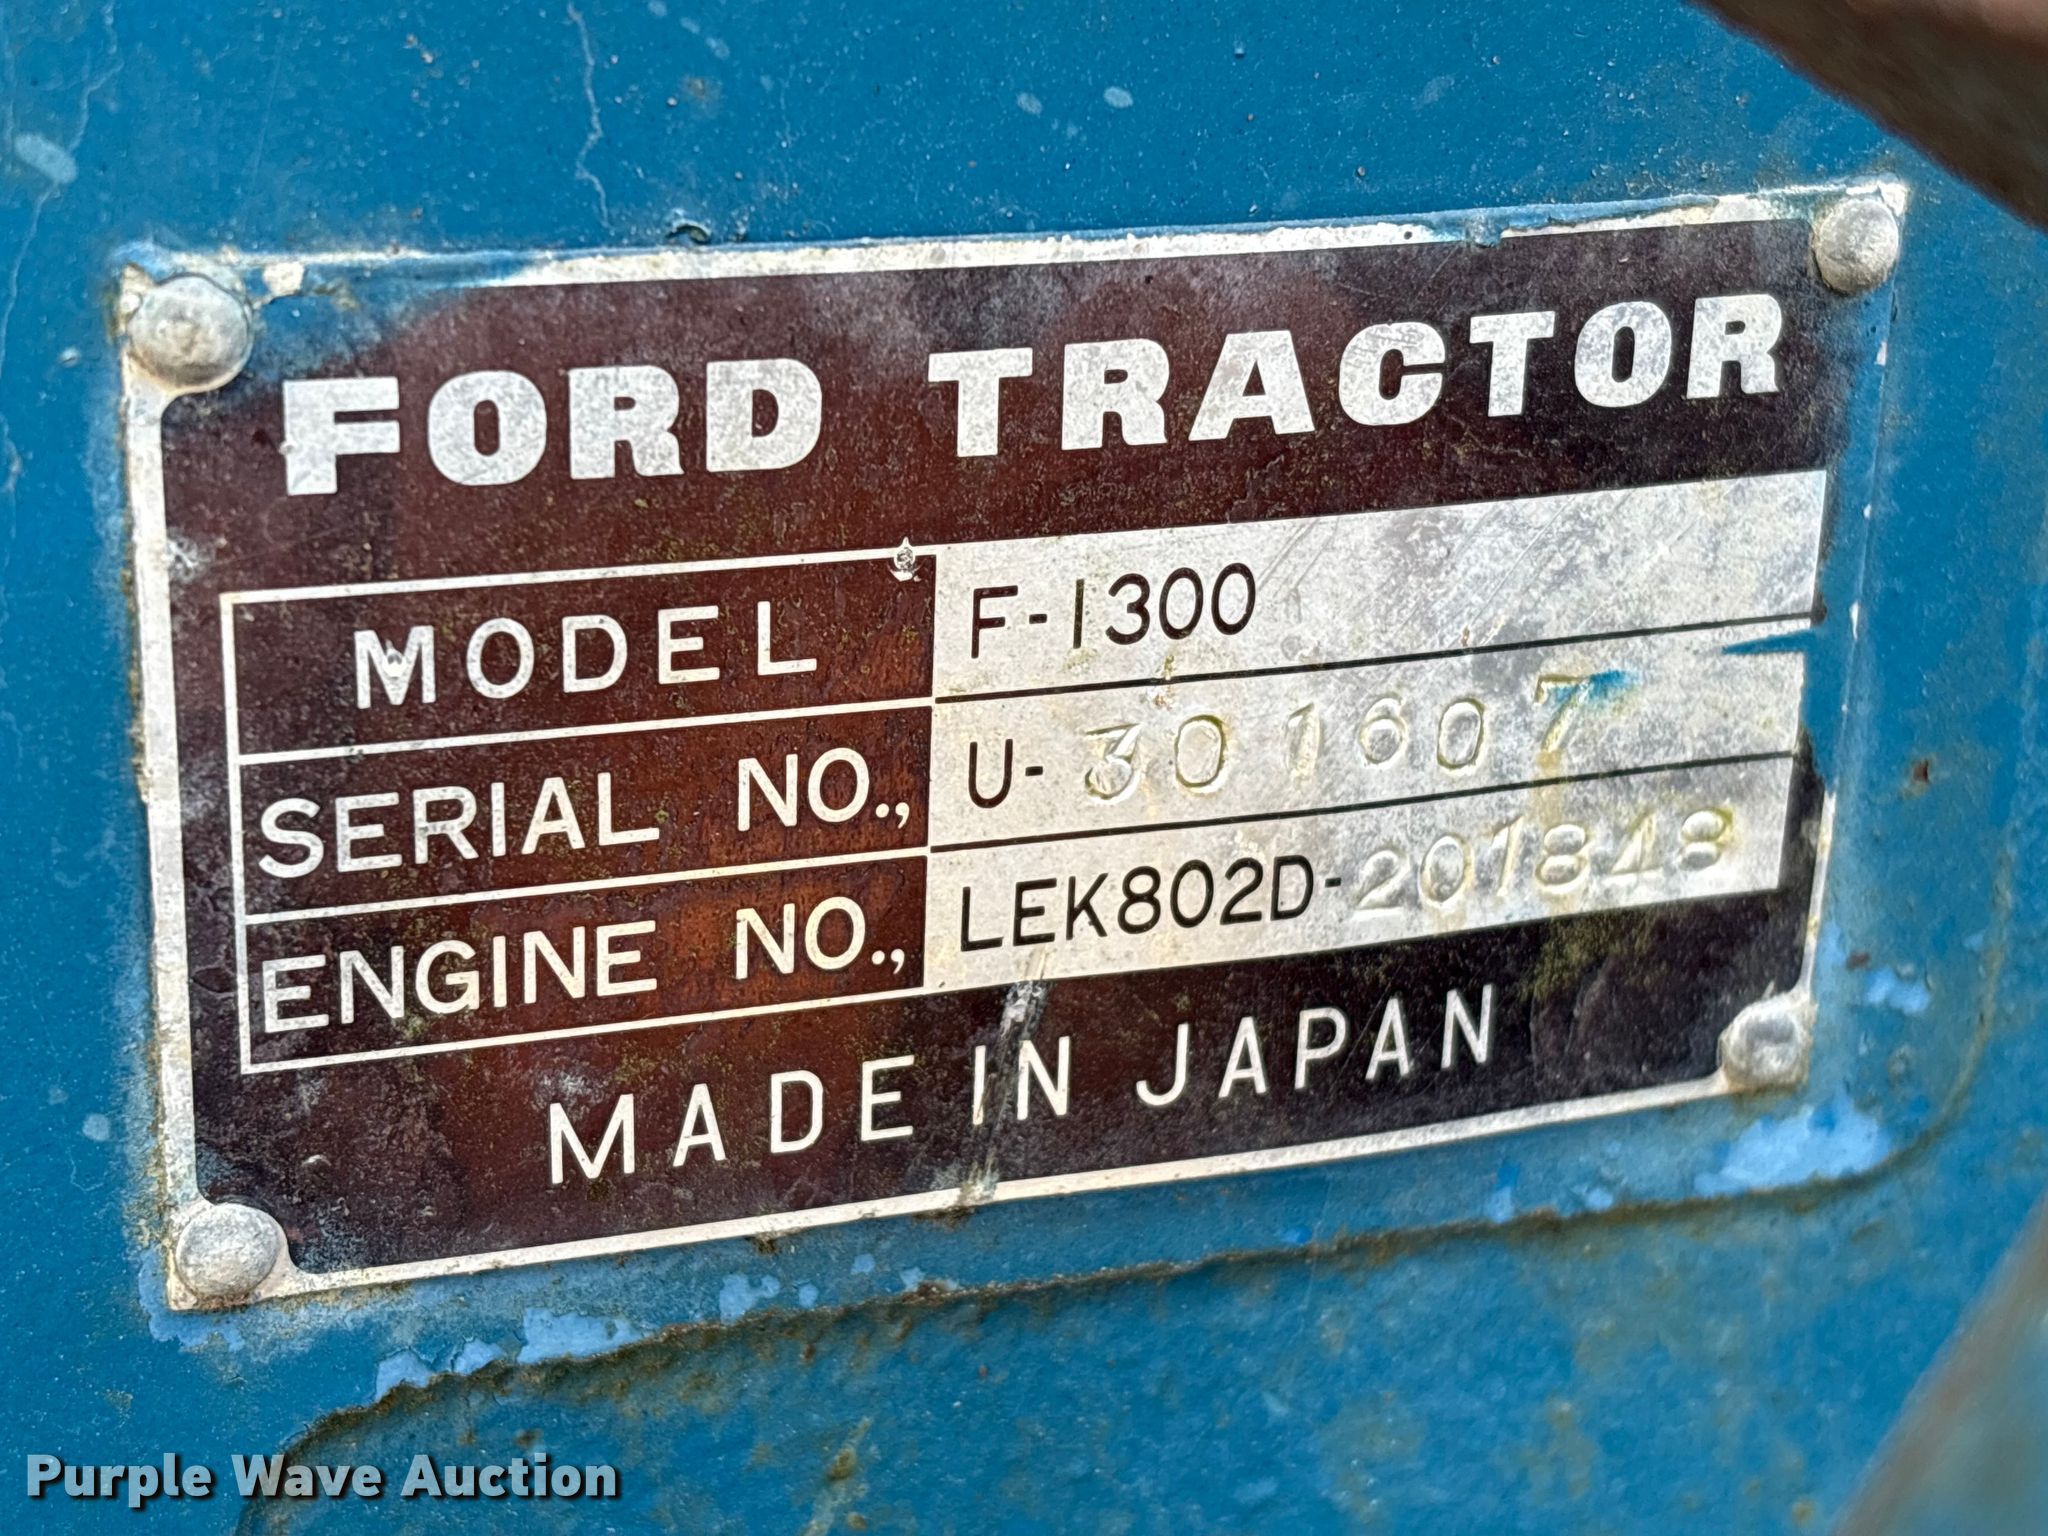 FORD TRACTOR
MODEL F-1300
SERIAL NO., U-301607
ENGINE NO., LEK802D-201848
MADE IN JAPAN
Purple Wave Auction